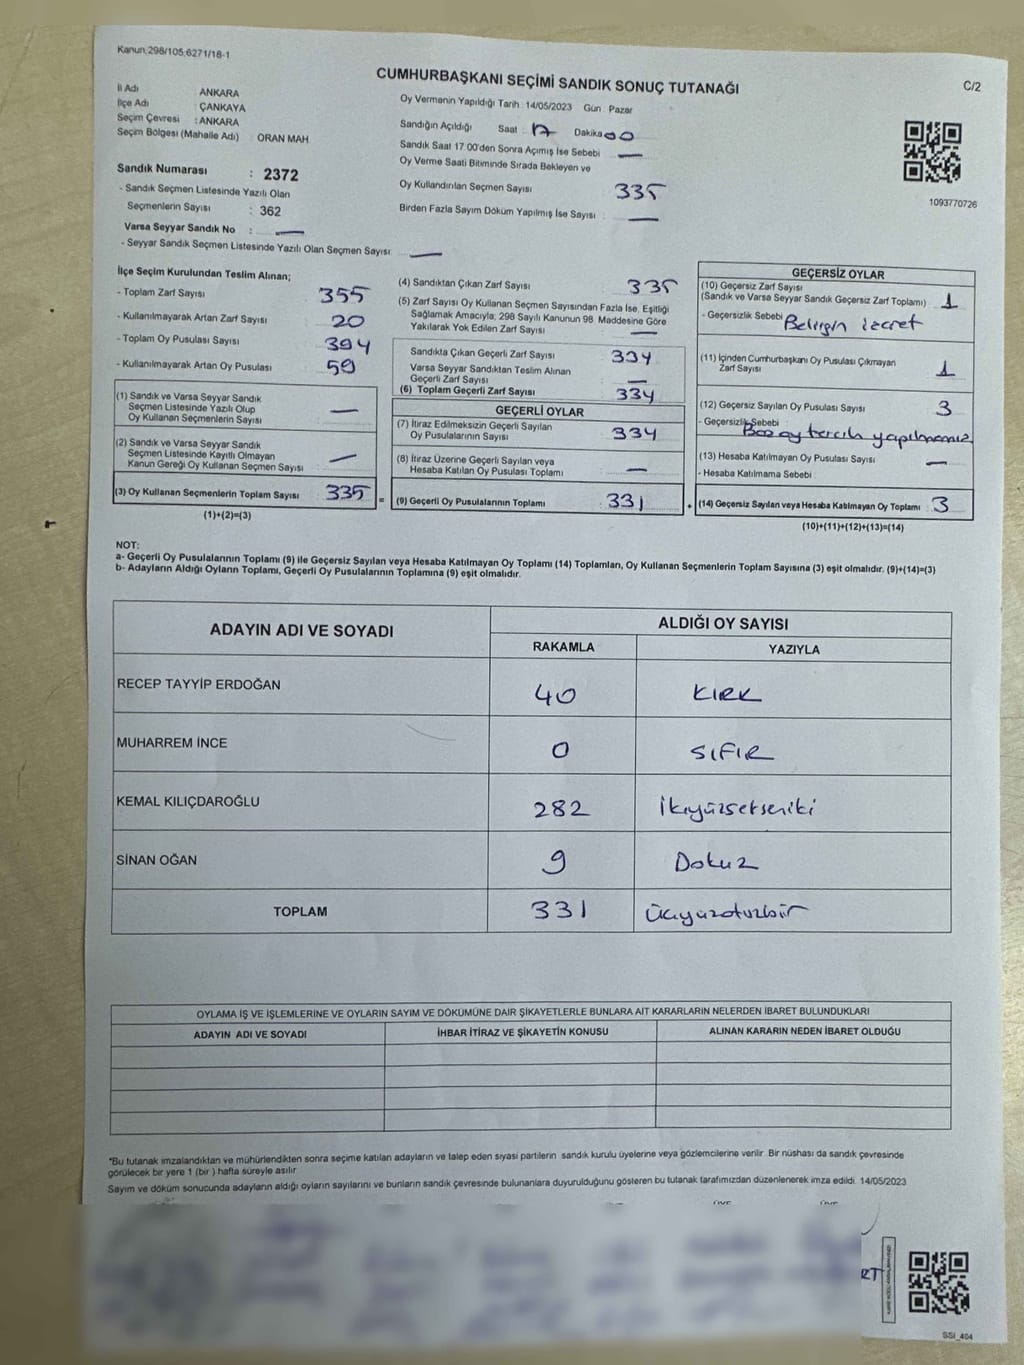 Kanun;298/105;6271/18-1
CUMHURBAŞKANI SEÇİMİ SANDIK SONUÇ TUTANAĞI
C/2
İl Adı ANKARA
İlçe Adı ÇANKAYA
Seçim Çevresi : ANKARA
Seçim Bölgesi (Mahalle Adı) : ORAN MAH
Sandık Numarası : 2372
- Sandık Seçmen Listesinde Yazılı Olan
Seçmenlerin Sayısı : 362
Varsa Seyyar Sandık No : —
- Seyyar Sandık Seçmen Listesinde Yazılı Olan Seçmen Sayısı: —
Oy Vermenin Yapıldığı Tarih :14/05/2023 Gün : Pazar
Sandığın Açıldığı Saat : 17 Dakika 00
Sandık Saat 17:00'den Sonra Açımış İse Sebebi : —
Oy Verme Saati Bitiminde Sırada Bekleyen ve
Oy Kullandırılan Seçmen Sayısı : 335
Birden Fazla Sayım Döküm Yapılmış İse Sayısı : —
1093770726
İlçe Seçim Kurulundan Teslim Alınan;
- Toplam Zarf Sayısı : 355
- Kullanılmayarak Artan Zarf Sayısı : 20
- Toplam Oy Pusulası Sayısı : 394
- Kullanılmayarak Artan Oy Pusulası : 59
(1) Sandık ve Varsa Seyyar Sandık
Seçmen Listesinde Yazılı Olup
Oy Kullanan Seçmenlerin Sayısı : —
(2) Sandık ve Varsa Seyyar Sandık
Seçmen Listesinde Kayıtlı Olmayan
Kanun Gereği Oy Kullanan Seçmen Sayısı : —
(3) Oy Kullanan Seçmenlerin Toplam Sayısı : 335 =
(1)+(2)=(3)
(4) Sandıktan Çıkan Zarf Sayısı : 335
(5) Zarf Sayısı Oy Kullanan Seçmen Sayısından Fazla İse, Eşitliği
Sağlamak Amacıyla, 298 Sayılı Kanunun 98. Maddesine Göre
Yakılarak Yok Edilen Zarf Sayısı : —
Sandıkta Çıkan Geçerli Zarf Sayısı : 334
Varsa Seyyar Sandıktan Teslim Alınan
Geçerli Zarf Sayısı : —
(6) Toplam Geçerli Zarf Sayısı : 334
GEÇERLİ OYLAR
(7) İtiraz Edilmeksizin Geçerli Sayılan
Oy Pusulalarının Sayısı : 334
(8) İtiraz Üzerine Geçerli Sayılan veya
Hesaba Katılan Oy Pusulası Toplamı : —
(9) Geçerli Oy Pusulalarının Toplamı : 331 +
GEÇERSİZ OYLAR
(10) Geçersiz Zarf Sayısı
(Sandık ve Varsa Seyyar Sandık Geçersiz Zarf Toplamı) : 1
- Geçersizlik Sebebi : Belirgin izaret
(11) İçinden Cumhurbaşkanı Oy Pusulası Çıkmayan
Zarf Sayısı : 1
(12) Geçersiz Sayılan Oy Pusulası Sayısı : 3
- Geçersizlik Sebebi :
Boş oy tercih yapılmamış
(13) Hesaba Katılmayan Oy Pusulası Sayısı : —
- Hesaba Katılmama Sebebi :
(14) Geçersiz Sayılan veya Hesaba Katılmayan Oy Toplamı : 3
(10)+(11)+(12)+(13)=(14)
NOT:
a- Geçerli Oy Pusulalarının Toplamı (9) ile Geçersiz Sayılan veya Hesaba Katılmayan Oy Toplamı (14) Toplamları, Oy Kullanan Seçmenlerin Toplam Sayısına (3) eşit olmalıdır. (9)+(14)=(3)
b- Adayların Aldığı Oyların Toplamı, Geçerli Oy Pusulalarının Toplamına (9) eşit olmalıdır.
ADAYIN ADI VE SOYADI ALDIĞI OY SAYISI
RAKAMLA YAZIYLA
RECEP TAYYİP ERDOĞAN 40 KIRK
MUHARREM İNCE 0 SIFIR
KEMAL KILIÇDAROĞLU 282 İkiyüzsekseniki
SİNAN OĞAN 9 Dokuz
TOPLAM 331 Üçyüzotuzbir
OYLAMA İŞ VE İŞLEMLERİNE VE OYLARIN SAYIM VE DÖKÜMÜNE DAİR ŞİKAYETLERLE BUNLARA AİT KARARLARIN NELERDEN İBARET BULUNDUKLARI
ADAYIN ADI VE SOYADI İHBAR İTİRAZ VE ŞİKAYETİN KONUSU ALINAN KARARIN NEDEN İBARET OLDUĞU
*Bu tutanak imzalandıktan ve mühürlendikten sonra seçime katılan adayların ve talep eden siyasi partilerin sandık kurulu üyelerine veya gözlemcilerine verilir. Bir nüshası da sandık çevresinde
görülecek bir yere 1 (bir ) hafta süreyle asılır.
Sayım ve döküm sonucunda adayların aldığı oyların sayılarını ve bunların sandık çevresinde bulunanlara duyurulduğunu gösteren bu tutanak tarafımızdan düzenlenerek imza edildi. 14/05/2023
RT
SSI_404